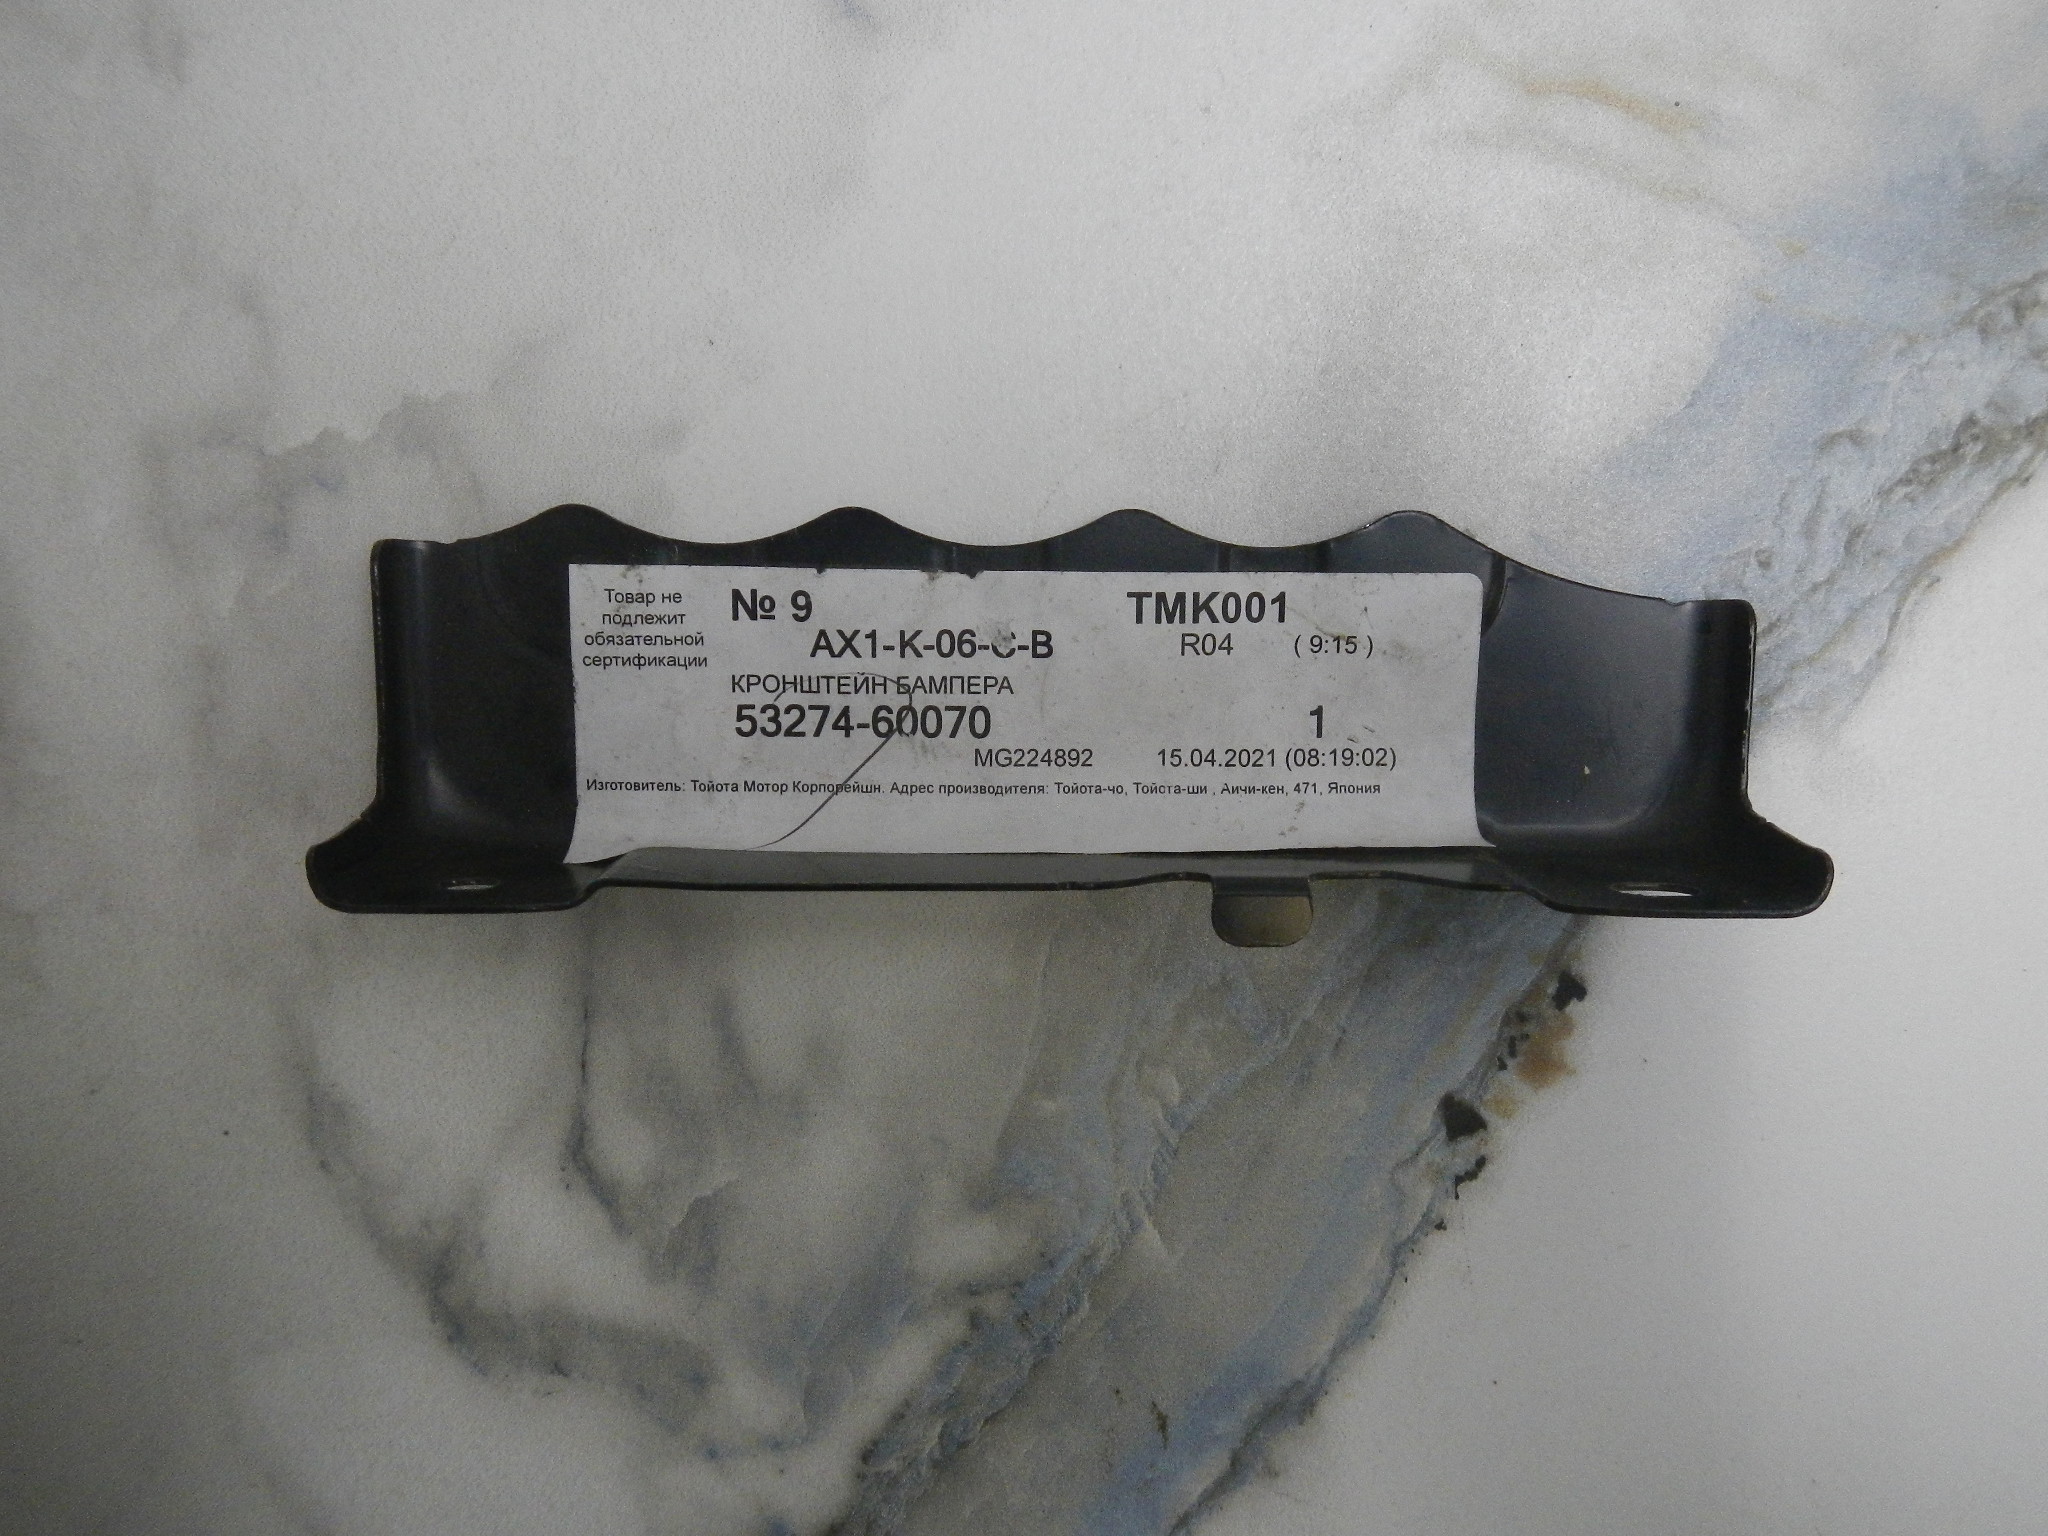 Товар не
подлежит
обязательной
сертификации
№ 9
TMK001
AX1-K-06-C-B
R04 ( 9:15 )
КРОНШТЕЙН БАМПЕРА
53274-60070
1
MG224892
15.04.2021 (08:19:02)
Изготовитель: Тойота Мотор Корпорейшн. Адрес производителя: Тойота-чо, Тойота-ши , Аичи-кен, 471, Япония